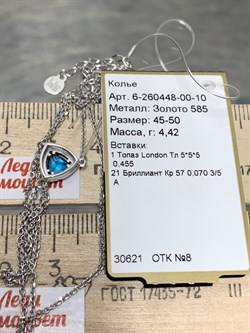 Колье
Арт. 6-260448-00-10
Металл: Золото 585
Размер: 45-50
Масса, г: 4,42
Вставки:
1 Топаз London Тл 5*5*5
0,455
21 Бриллиант Кр 57 0,070 3/5
А
30621 ОТК №8
Леди
ГОСТ 17435-72